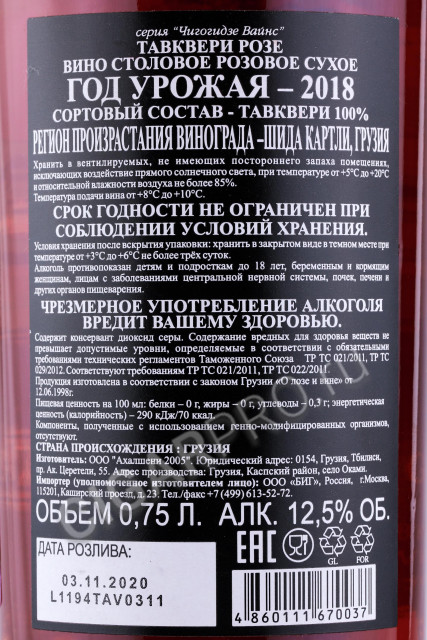 серия "Чигогидзе Вайнс"
ТАВКВЕРИ РОЗЕ
ВИНО СТОЛОВОЕ РОЗОВОЕ СУХОЕ
ГОД УРОЖАЯ – 2018
СОРТОВЫЙ СОСТАВ - ТАВКВЕРИ 100%
РЕГИОН ПРОИЗРАСТАНИЯ ВИНОГРАДА –ШИДА КАРТЛИ, ГРУЗИЯ
Хранить в вентилируемых, не имеющих постороннего запаха помещениях,
исключающих воздействие прямого солнечного света, при температуре от +5°С до +20°С
и относительной влажности воздуха не более 85%.
Температура подачи вина от +8°С до +10°С.
СРОК ГОДНОСТИ НЕ ОГРАНИЧЕН ПРИ
СОБЛЮДЕНИИ УСЛОВИЙ ХРАНЕНИЯ.
Условия хранения после вскрытия упаковки: хранить в закрытом виде в темном месте при
температуре от +3°С до +6°С не более трёх суток.
Алкоголь противопоказан детям и подросткам до 18 лет, беременным и кормящим
женщинам, лицам с заболеваниями центральной нервной системы, почек, печени и
других органов пищеварения.
ЧРЕЗМЕРНОЕ УПОТРЕБЛЕНИЕ АЛКОГОЛЯ
ВРЕДИТ ВАШЕМУ ЗДОРОВЬЮ.
Содержит консервант диоксид серы. Содержание вредных для здоровья веществ не
превышает допустимые уровни, определяемые в соответствии с обязательными
требованиями технических регламентов Таможенного Союза ТР ТС 021/2011, ТР ТС
029/2012. Соответствуют требованиям ТР ТС 021/2011, ТР ТС 022/2011.
Продукция изготовлена в соответствии с законом Грузии «О лозе и вине» от
12.06.1998г.
Пищевая ценность на 100 мл: белки – 0 г, жиры – 0 г, углеводы – 0,3 г; энергетическая
ценность (калорийность) – 290 кДж/70 ккал.
Компоненты, полученные с использованием генно-модифицированных организмов,
отсутствуют.
СТРАНА ПРОИСХОЖДЕНИЯ : ГРУЗИЯ
Изготовитель: ООО "Ахалшени 2005". Юридический адрес: 0154, Грузия, Тбилиси,
пр. Ак. Церетели, 55. Адрес производства: Грузия, Каспский район, село Оками.
Импортер (уполномоченное изготовителем лицо): ООО "БИГ", Россия, г.Москва,
115201, Каширский проезд, д. 23. Тел./факс +7 (499) 613-52-72.
ОБЪЕМ 0,75 Л. АЛК. 12,5% ОБ.
ДАТА РОЗЛИВА:
03.11.2020
L1194TAV0311
EAC
GL
FOR
4 860111 670037